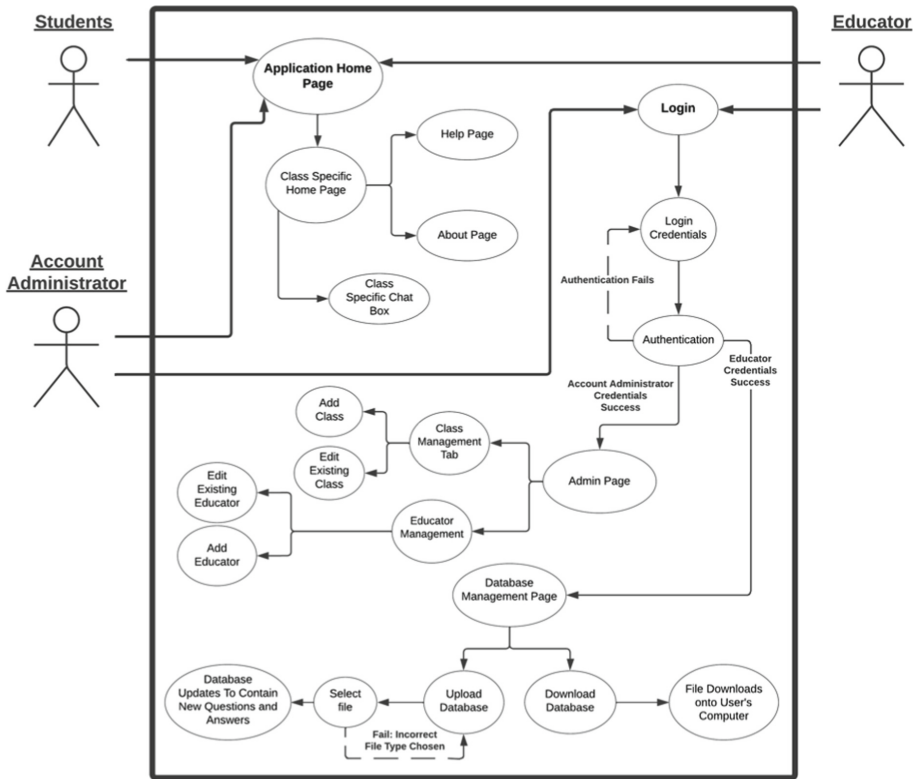 Students
Educator
Application Home
Page
Login
Help Page
Class Specific
Home Page
Login
Credentials
About Page
Account
Administrator
Class
Specific Chat
Box
Authentication Fails
Authentication
Educator
Credentials
Success
Account Administrator
Credentials
Success
Add
Class
Class
Management
Tab
Edit
Existing
Class
Admin Page
Edit
Existing
Educator
Educator
Management
Add
Educator
Database
Management Page
Database
Updates To Contain
New Questions and
Answers
Select
file
Upload
Database
Download
Database
File Downloads
onto User's
Computer
Fail: Incorrect
File Type Chosen